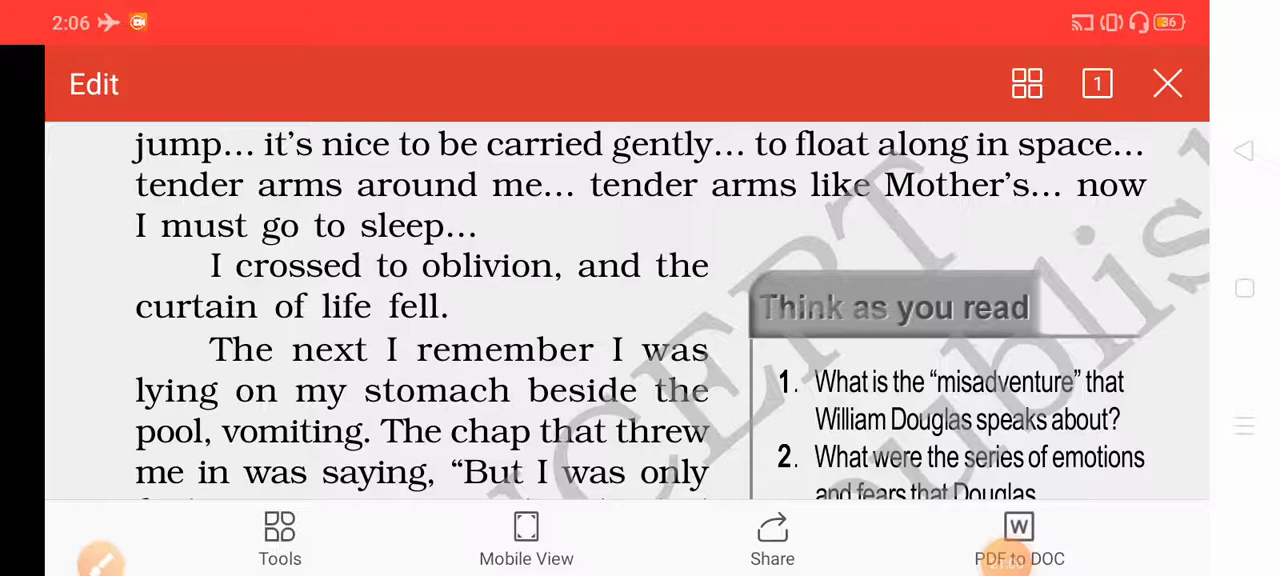 2:06
36
Edit
1
jump... it's nice to be carried gently... to float along in space...
tender arms around me... tender arms like Mother's... now
I must go to sleep...
I crossed to oblivion, and the
curtain of life fell.
The next I remember I was
lying on my stomach beside the
pool, vomiting. The chap that threw
me in was saying, “But I was only
Think as you read
1. What is the “misadventure” that
William Douglas speaks about?
2. What were the series of emotions
and fears that Douglas
NCERT
Tools
Mobile View
Share
W
PDF to DOC